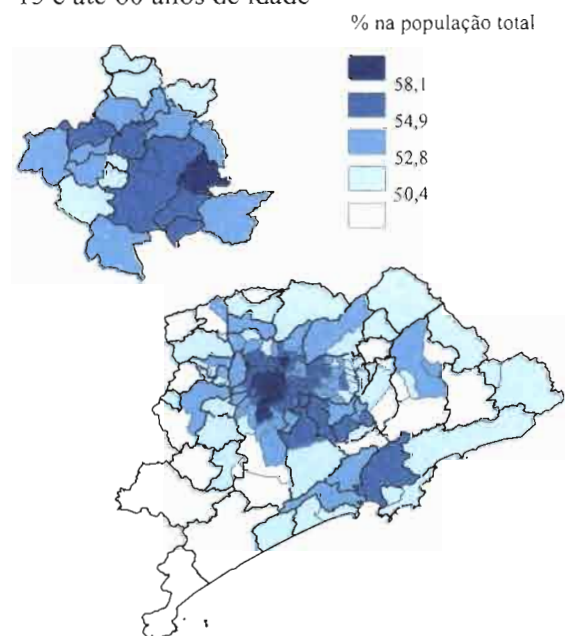 15 e até 60 anos de idade
% na população total
58,1
54,9
52,8
50,4